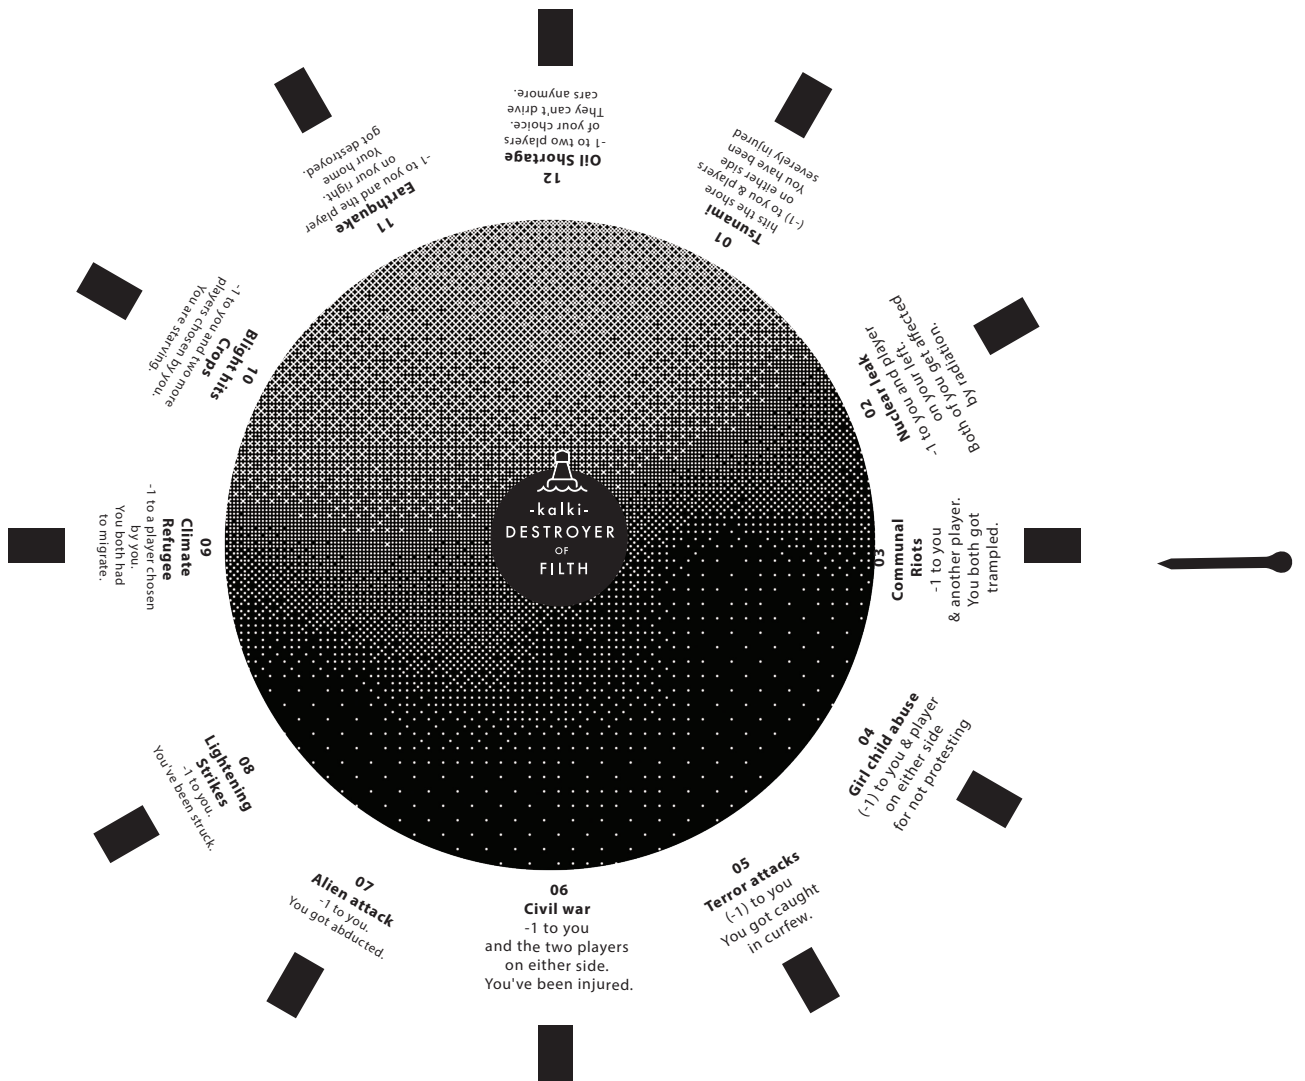 -kalki-
DESTROYER
OF
FILTH
01
Tsunami
hits the shore
(-1) to you & players
on either side
You have been
severely injured
02
Nuclear leak
-1 to you and player
on your left.
Both of you get affected
by radiation.
03
Communal
Riots
-1 to you
& another player.
You both got
trampled.
04
Girl child abuse
(-1) to you & player
on either side
for not protesting
05
Terror attacks
(-1) to you
You got caught
in curfew.
06
Civil war
-1 to you
and the two players
on either side.
You've been injured.
07
Alien attack
-1 to you.
You got abducted.
08
Lightening
Strikes
-1 to you.
You've been struck.
09
Climate
Refugee
-1 to a player chosen
by you.
You both had
to migrate.
10
Blight hits
Crops
-1 to you and two more
players chosen by you.
You are starving.
11
Earthquake
-1 to you and the player
on your right.
Your home
got destroyed.
12
Oil Shortage
-1 to two players
of your choice.
They can't drive
cars anymore.